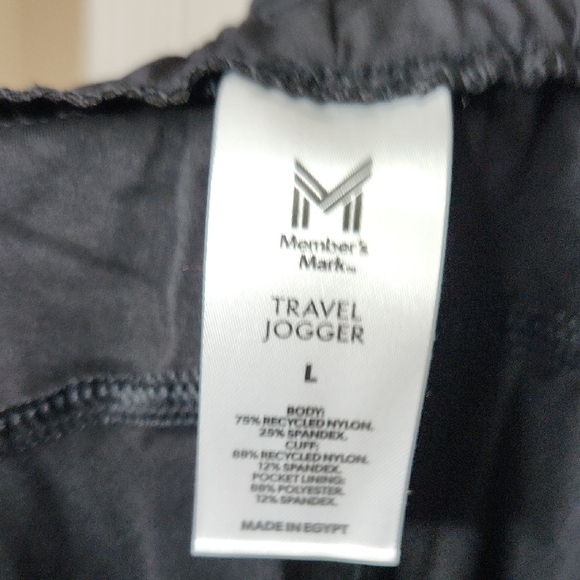 M
Member's
Mark™
TRAVEL
JOGGER
L
BODY:
75% RECYCLED NYLON,
25% SPANDEX,
CUFF:
88% RECYCLED NYLON,
12% SPANDEX,
POCKET LINING:
88% POLYESTER,
12% SPANDEX,
MADE IN EGYPT